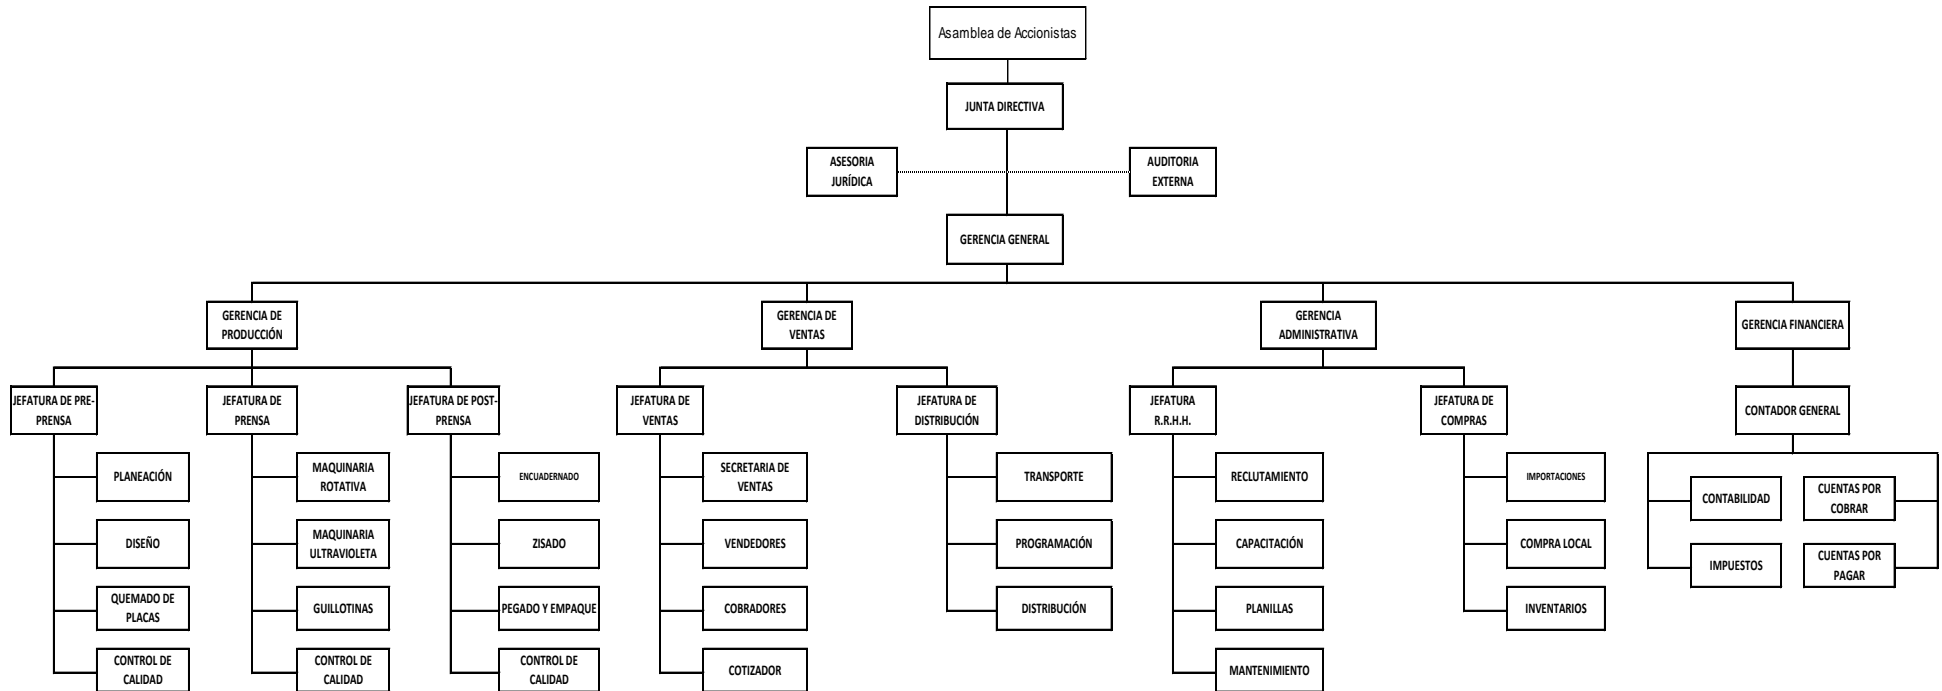 Asamblea de Accionistas
JUNTA DIRECTIVA
ASESORIA
JURÍDICA
AUDITORIA
EXTERNA
GERENCIA GENERAL
GERENCIA DE
PRODUCCIÓN
GERENCIA DE
VENTAS
GERENCIA
ADMINISTRATIVA
GERENCIA FINANCIERA
JEFATURA DE PRE-
PRENSA
JEFATURA DE
PRENSA
JEFATURA DE POST-
PRENSA
JEFATURA DE
VENTAS
JEFATURA DE
DISTRIBUCIÓN
JEFATURA
R.R.H.H.
JEFATURA DE
COMPRAS
CONTADOR GENERAL
PLANEACIÓN
MAQUINARIA
ROTATIVA
ENCUADERNADO
SECRETARIA DE
VENTAS
TRANSPORTE
RECLUTAMIENTO
IMPORTACIONES
CONTABILIDAD
CUENTAS POR
COBRAR
DISEÑO
MAQUINARIA
ULTRAVIOLETA
ZISADO
VENDEDORES
PROGRAMACIÓN
CAPACITACIÓN
COMPRA LOCAL
IMPUESTOS
CUENTAS POR
PAGAR
QUEMADO DE
PLACAS
GUILLOTINAS
PEGADO Y EMPAQUE
COBRADORES
DISTRIBUCIÓN
PLANILLAS
INVENTARIOS
CONTROL DE
CALIDAD
CONTROL DE
CALIDAD
CONTROL DE
CALIDAD
COTIZADOR
MANTENIMIENTO